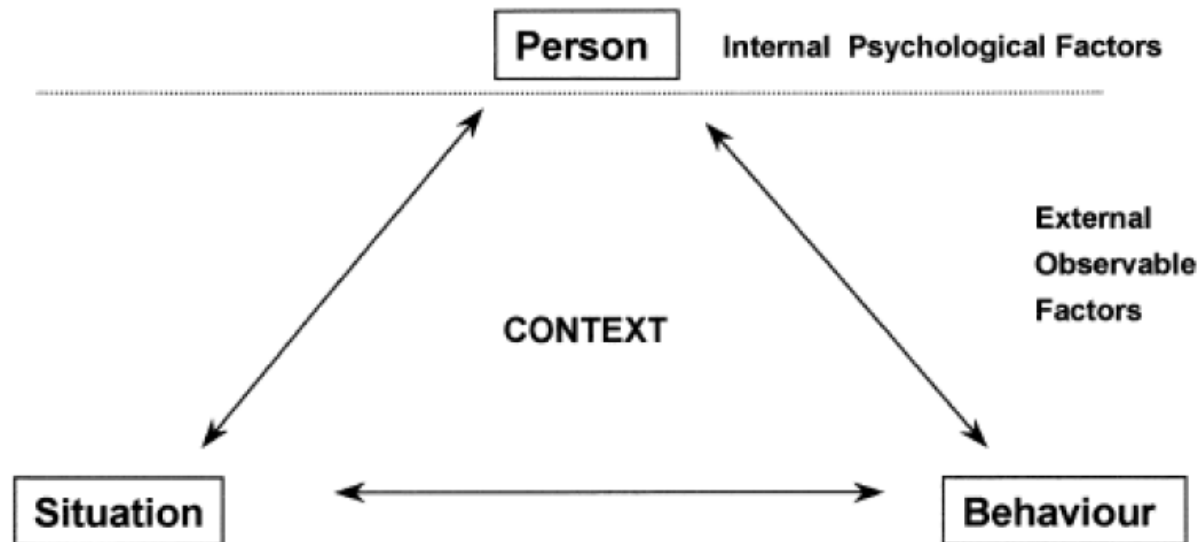 Person
Internal Psychological Factors
External
Observable
Factors
CONTEXT
Situation
Behaviour